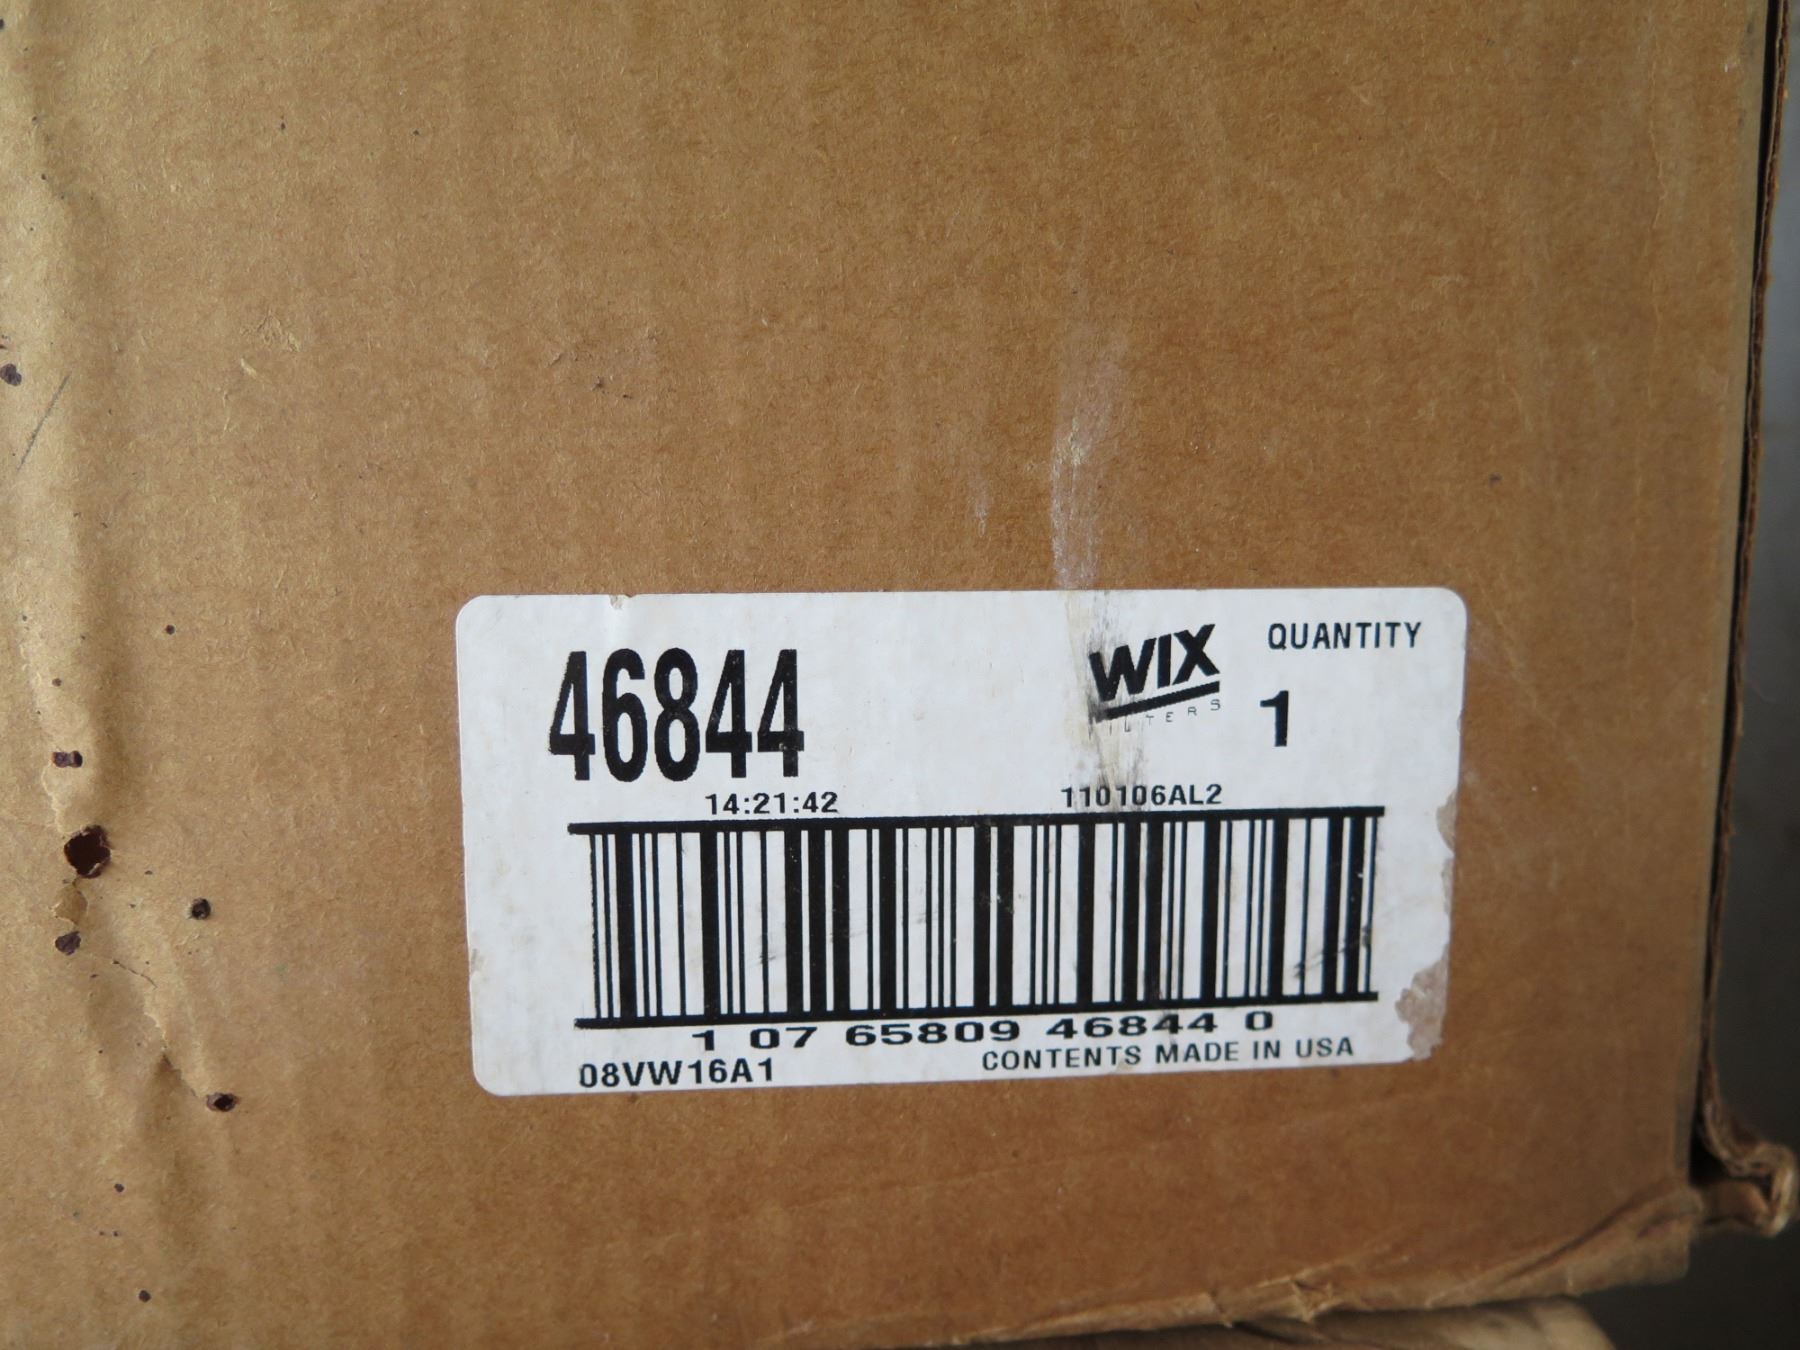 46844
WIX
FILTERS
QUANTITY
1
14:21:42
110106AL2
1 07 65809 46844 0
08VW16A1
CONTENTS MADE IN USA